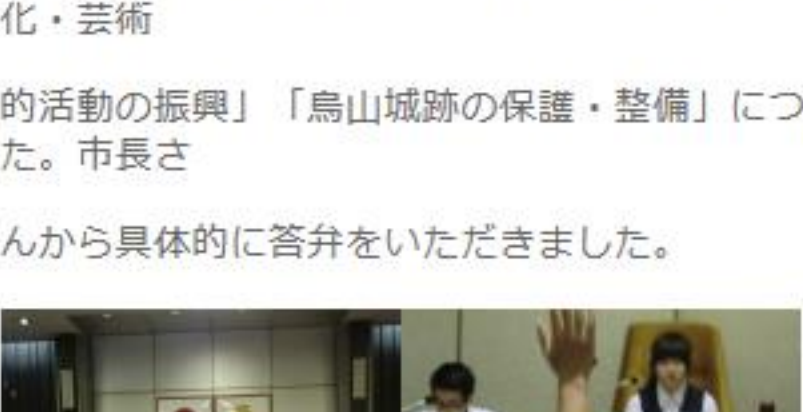 化・芸術
的活動の振興」「烏山城跡の保護・整備」につ
た。市長さ
んから具体的に答弁をいただきました。